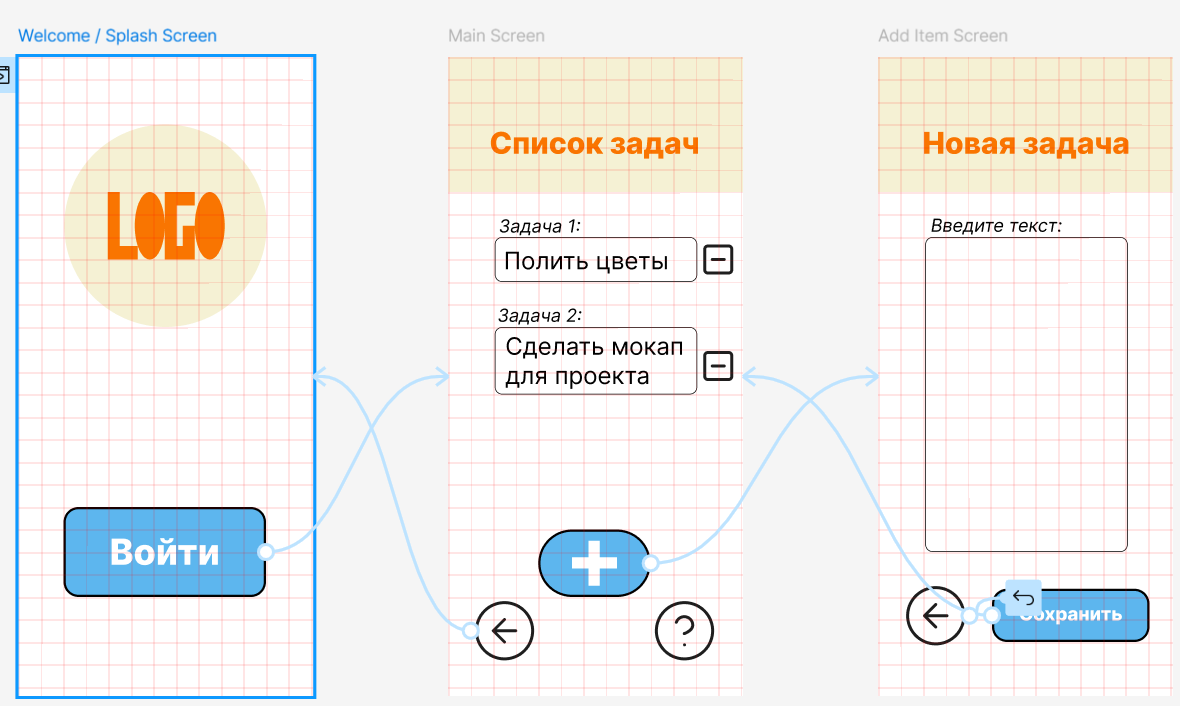 Welcome / Splash Screen
Main Screen
Add Item Screen
LOGO
Войти
Список задач
Задача 1:
Полить цветы
Задача 2:
Сделать мокап
для проекта
?
Новая задача
Введите текст:
Сохранить